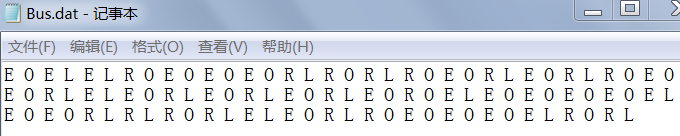 Bus.dat - 记事本
文件(F) 编辑(E) 格式(O) 查看(V) 帮助(H)
E O E L E L R O E O E O E O R L R O R L R O E O R L E O R L R O E O
E O R L E L E O R L E O R L E O R L E O R O E L E O E O E O E O E L
E O E O R L R L R O R L E L R O R L R O E O E O E O E L R O R L